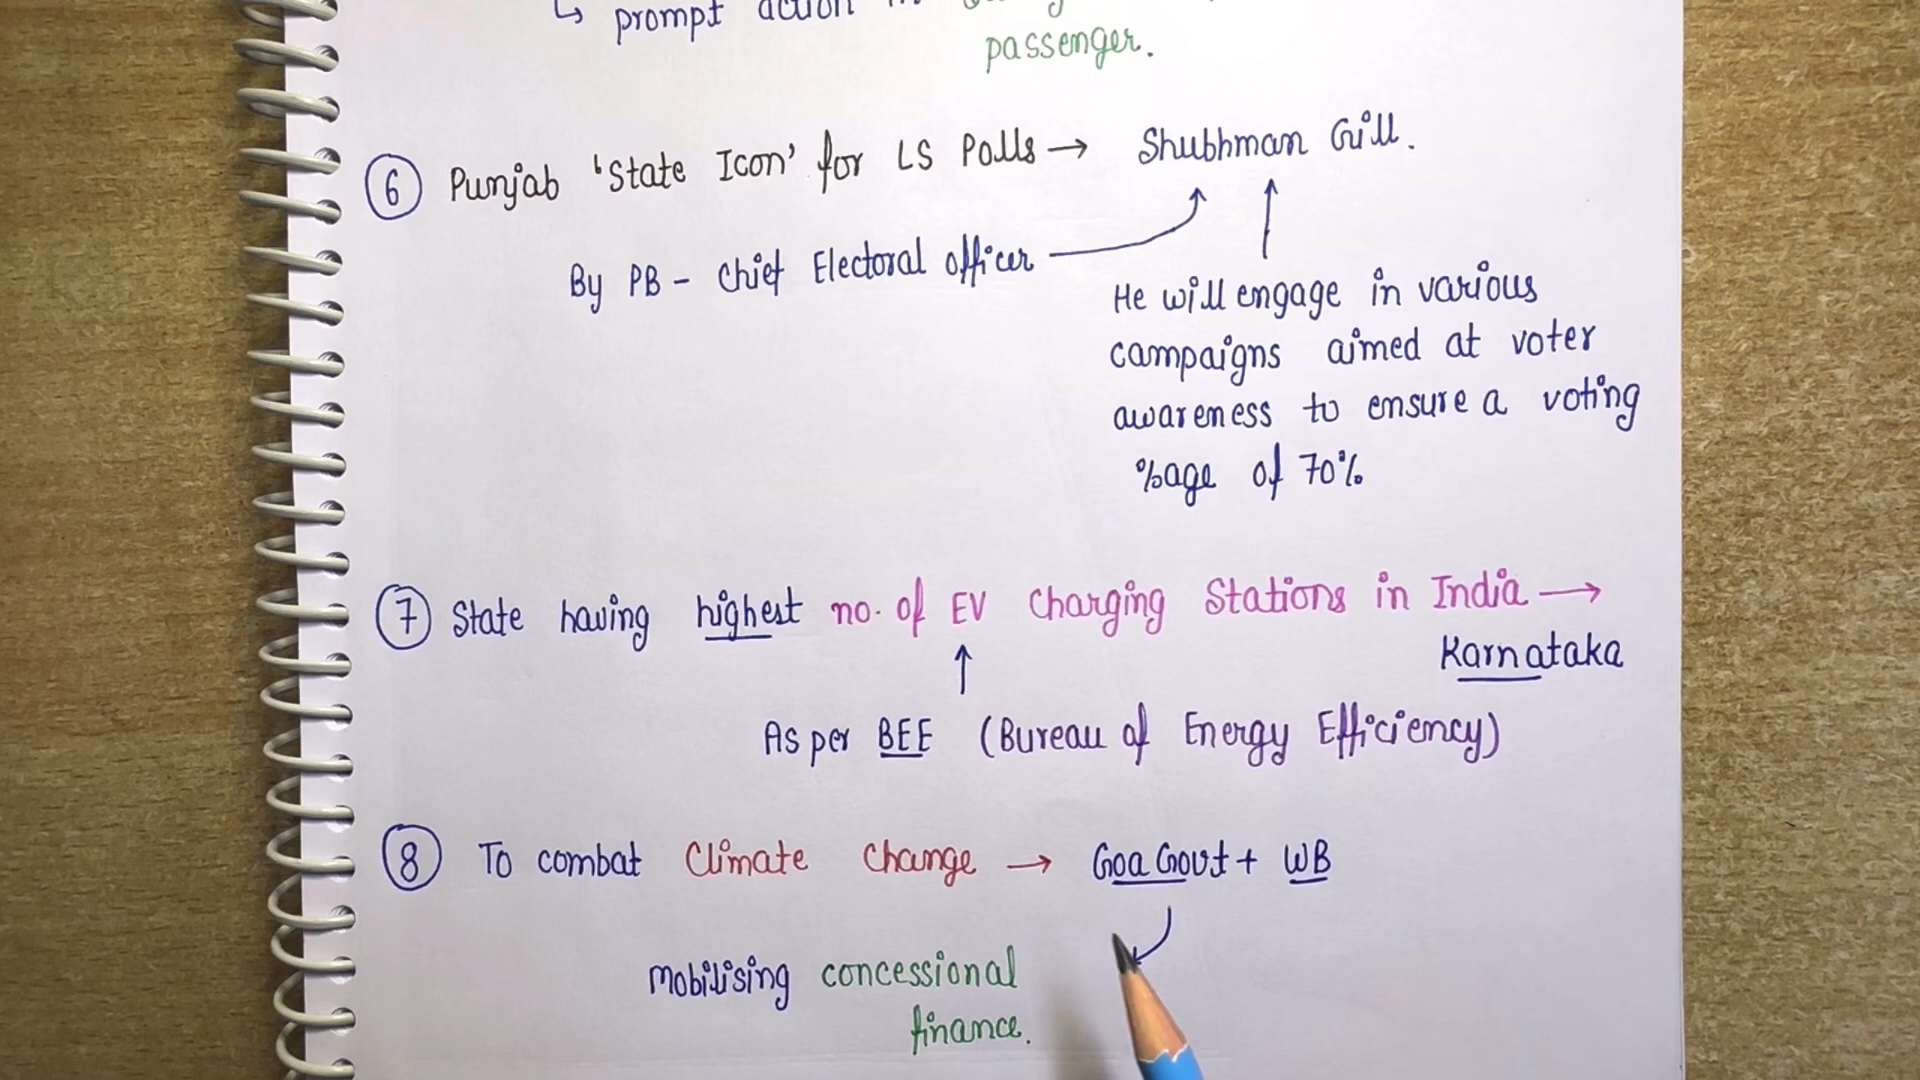 ↳ prompt action in
passenger.
⑥ Punjab 'State Icon' for LS Polls → Shubhman Gill.
By PB - Chief Electoral officer
He will engage in various
campaigns aimed at voter
awareness to ensure a voting
%age of 70%
⑦ State having highest no. of EV Charging Stations in India →
Karnataka
As per BEE (Bureau of Energy Efficiency)
⑧ To combat Climate Change → Goa Govt + WB
Mobilising concessional
finance.